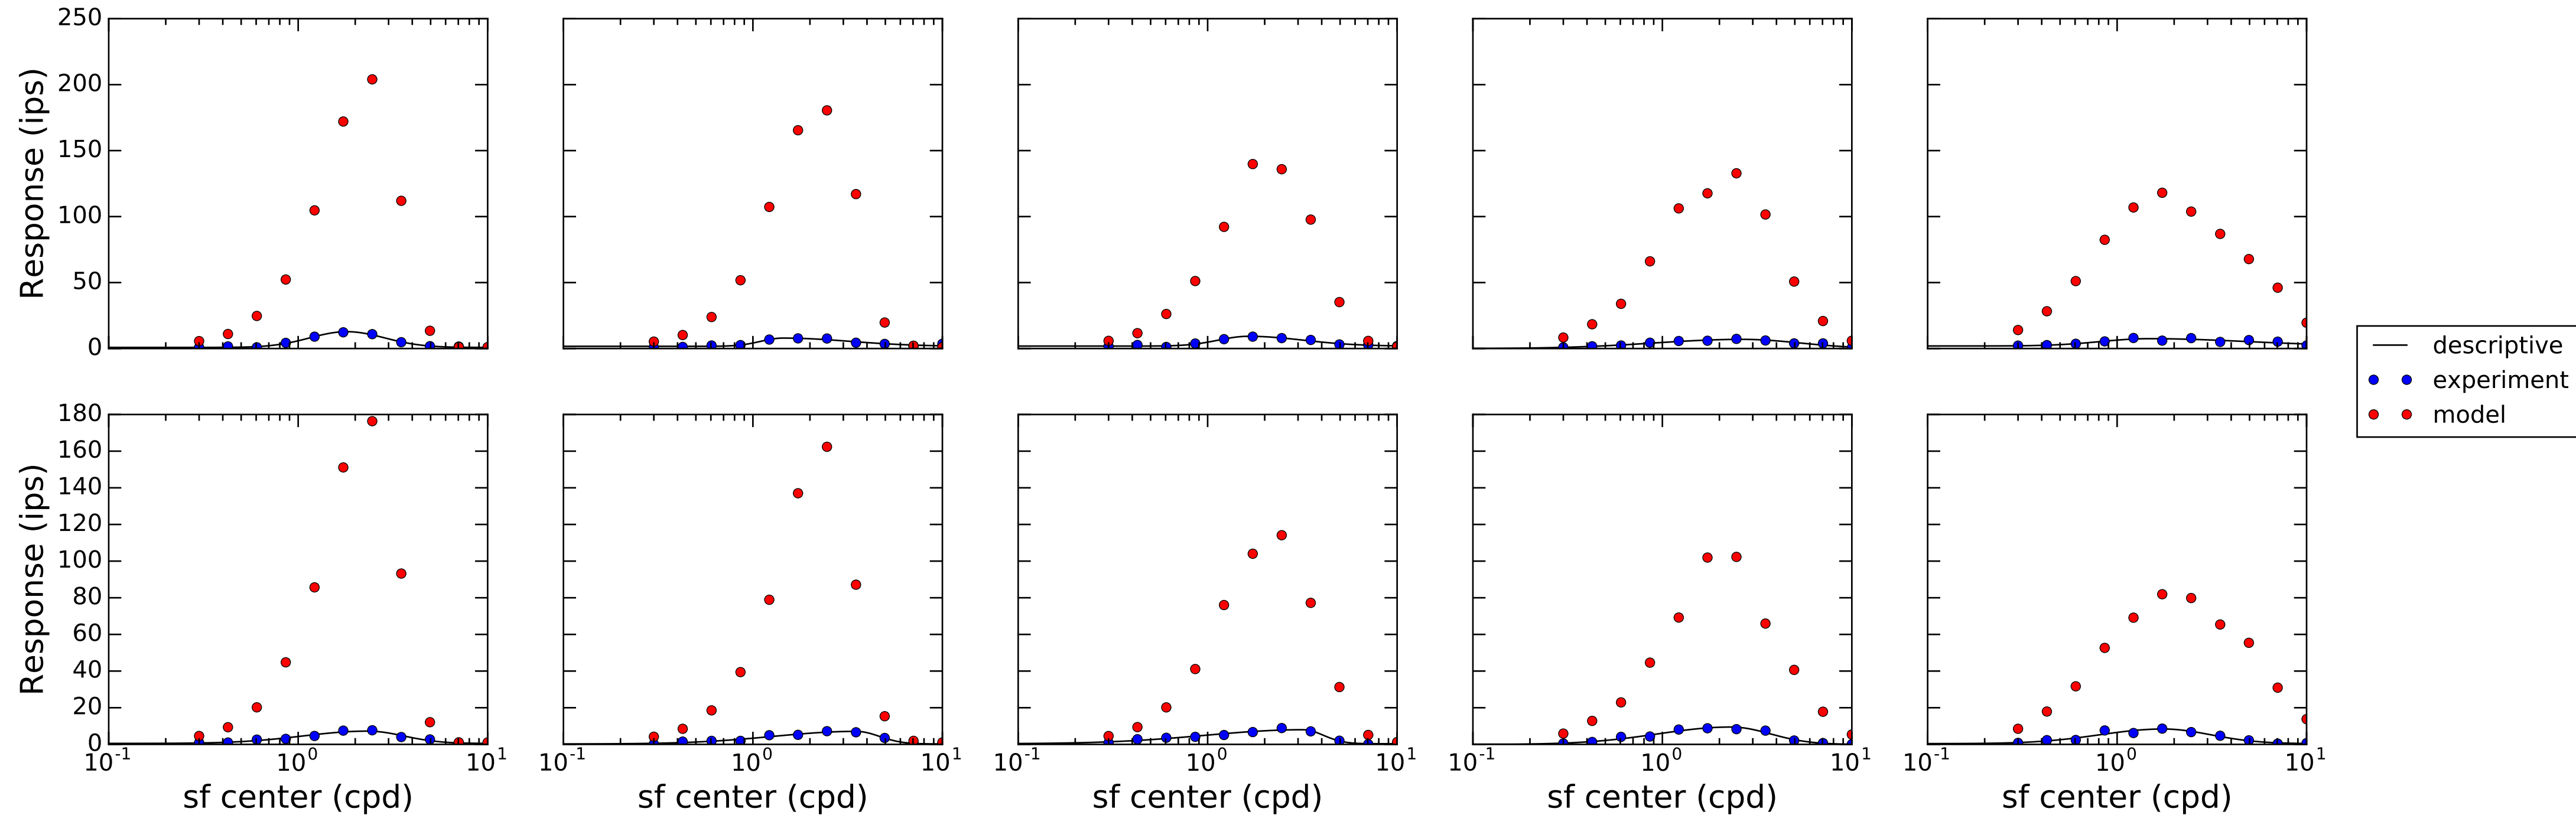 250
200
150
100
50
0
Response (ips)
180
160
140
120
100
80
60
40
20
0
Response (ips)
10^-1 10^0 10^1
10^-1 10^0 10^1
10^-1 10^0 10^1
10^-1 10^0 10^1
10^-1 10^0 10^1
sf center (cpd)
sf center (cpd)
sf center (cpd)
sf center (cpd)
sf center (cpd)
descriptive
experiment
model